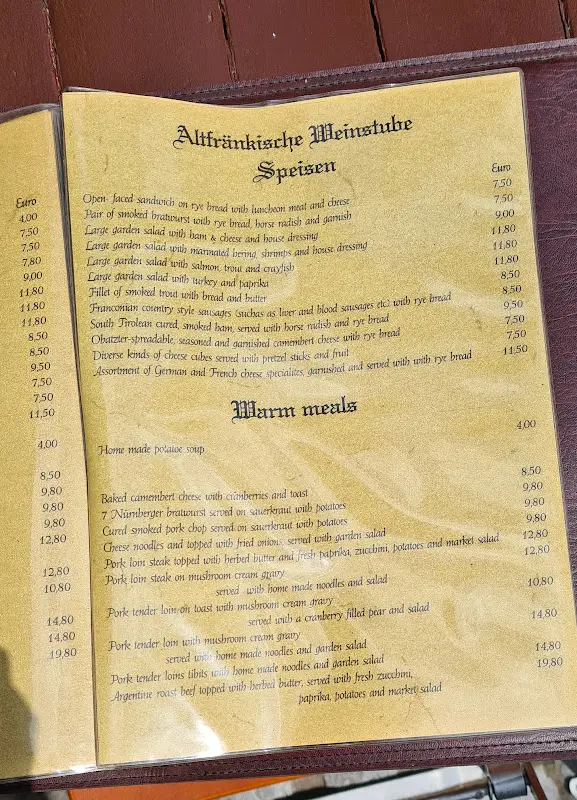 Euro
4,00
7,50
7,50
7,80
9,00
11,80
11,80
11,80
8,50
8,50
9,50
7,50
7,50
11,50
4,00
8,50
9,80
9,80
9,80
12,80
12,80
10,80
14,80
14,80
19,80
Altfränkische Weinstube
Speisen
Euro
Open- faced sandwich on rye bread with luncheon meat and cheese 7,50
Pair of smoked bratwurst with rye bread, horse radish and garnish 7,50
Large garden salad with ham & cheese and house dressing 9,00
Large garden salad with marinated hering, shrimps and house dressing 11,80
Large garden salad with salmon, trout and crayfish 11,80
Large garden salad with turkey and paprika 11,80
Fillet of smoked trout with bread and butter 8,50
Franconian country style sausages (suchas as liver and blood sausages etc.) with rye bread 8,50
South Tirolean cured, smoked ham, served with horse radish and rye bread 9,50
Obatzter-spreadable, seasoned and garnished camembert cheese with rye bread 7,50
Diverse kinds of cheese cubes served with pretzel sticks and fruit 7,50
Assortment of German and French cheese specialites, garnished and served with with rye bread 11,50
Warm meals
Home made potatoe soup 4,00
Baked camembert cheese with cranberries and toast 8,50
7 Nürnberger bratwurst served on sauerkraut with potatoes 9,80
Cured smoked pork chop served on sauerkraut with potatoes 9,80
Cheese noodles and topped with fried onions, served with garden salad 9,80
Pork loin steak topped with herbed butter and fresh paprika, zucchini, potatoes and market salad 12,80
Pork loin steak on mushroom cream gravy 12,80
served with home made noodles and salad
Pork tender loin on toast with mushroom cream gravy 10,80
served with a cranberry filled pear and salad
Pork tender loin with mushroom cream gravy 14,80
served with home made noodles and garden salad
Pork tender loins tibits with home made noodles and garden salad 14,80
Argentine roast beef topped with herbed butter, served with fresh zucchini, 19,80
paprika, potatoes and market salad